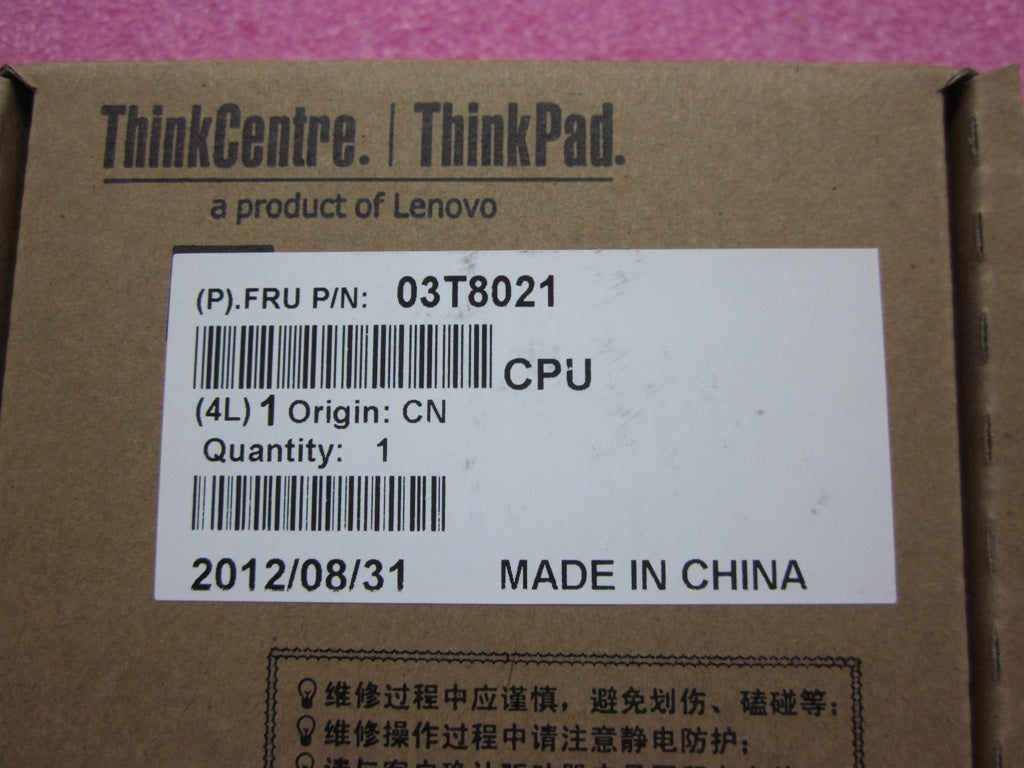 ThinkCentre. | ThinkPad.
a product of Lenovo
(P).FRU P/N: 03T8021
CPU
(4L) 1 Origin: CN
Quantity: 1
2012/08/31 MADE IN CHINA
维修过程中应谨慎，避免划伤、磕碰等；
维修操作过程中请注意静电防护；